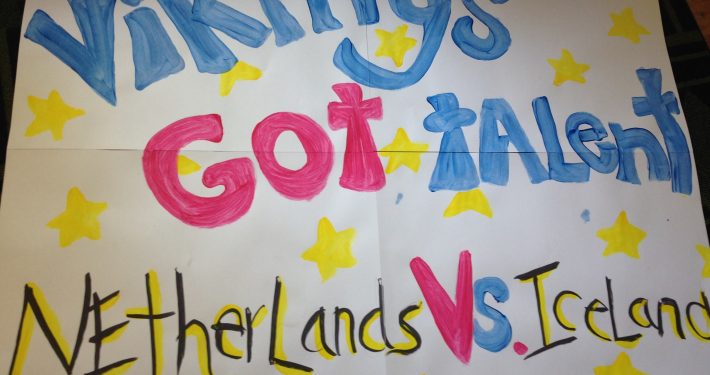 Vikings
Got talent
Netherlands Vs. Iceland